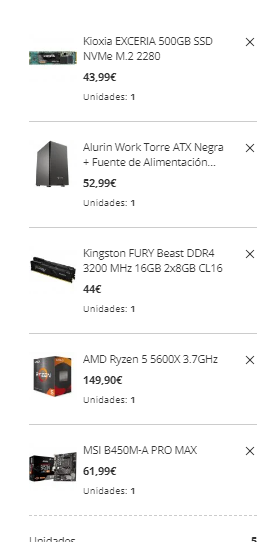 Kioxia EXCERIA 500GB SSD
NVMe M.2 2280
43,99€
Unidades: 1
Alurin Work Torre ATX Negra
+ Fuente de Alimentación...
52,99€
Unidades: 1
Kingston FURY Beast DDR4
3200 MHz 16GB 2x8GB CL16
44€
Unidades: 1
AMD Ryzen 5 5600X 3.7GHz
149,90€
Unidades: 1
MSI B450M-A PRO MAX
61,99€
Unidades: 1
Unidades 5